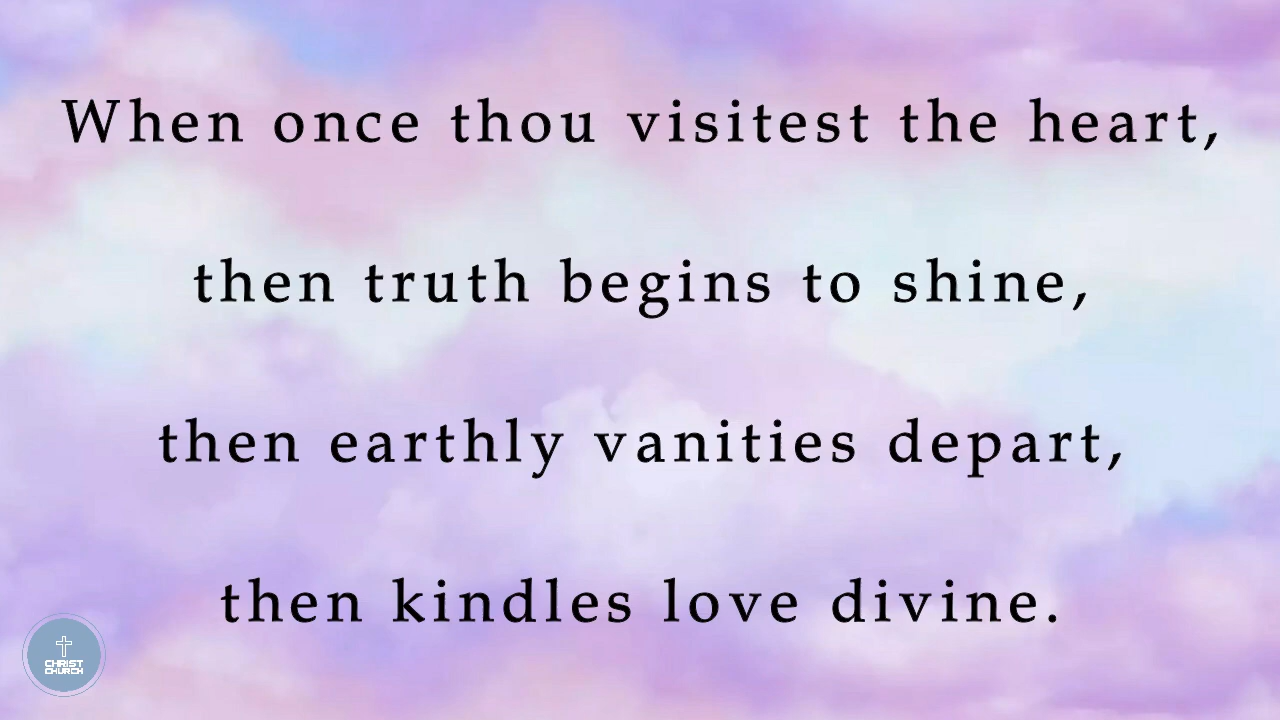 When once thou visitest the heart,
then truth begins to shine,
then earthly vanities depart,
then kindles love divine.
CHRIST
CHURCH